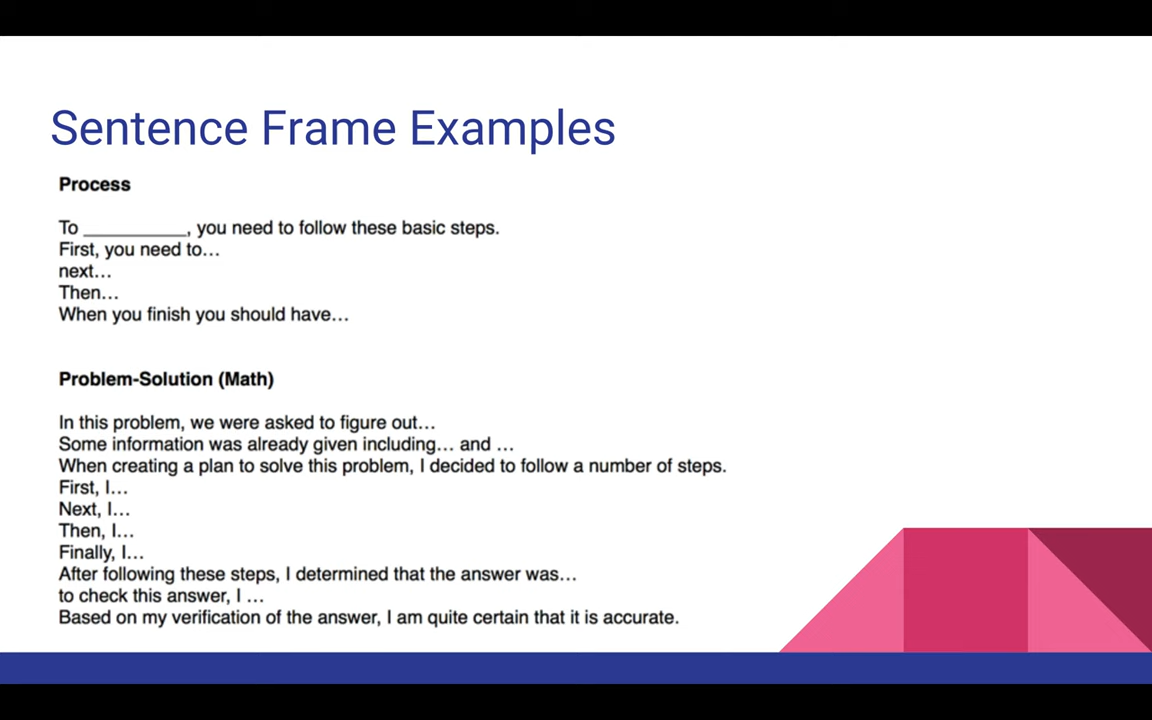 Sentence Frame Examples
Process
To __________, you need to follow these basic steps.
First, you need to…
next…
Then…
When you finish you should have…
Problem-Solution (Math)
In this problem, we were asked to figure out…
Some information was already given including… and …
When creating a plan to solve this problem, I decided to follow a number of steps.
First, I…
Next, I…
Then, I…
Finally, I…
After following these steps, I determined that the answer was…
to check this answer, I …
Based on my verification of the answer, I am quite certain that it is accurate.